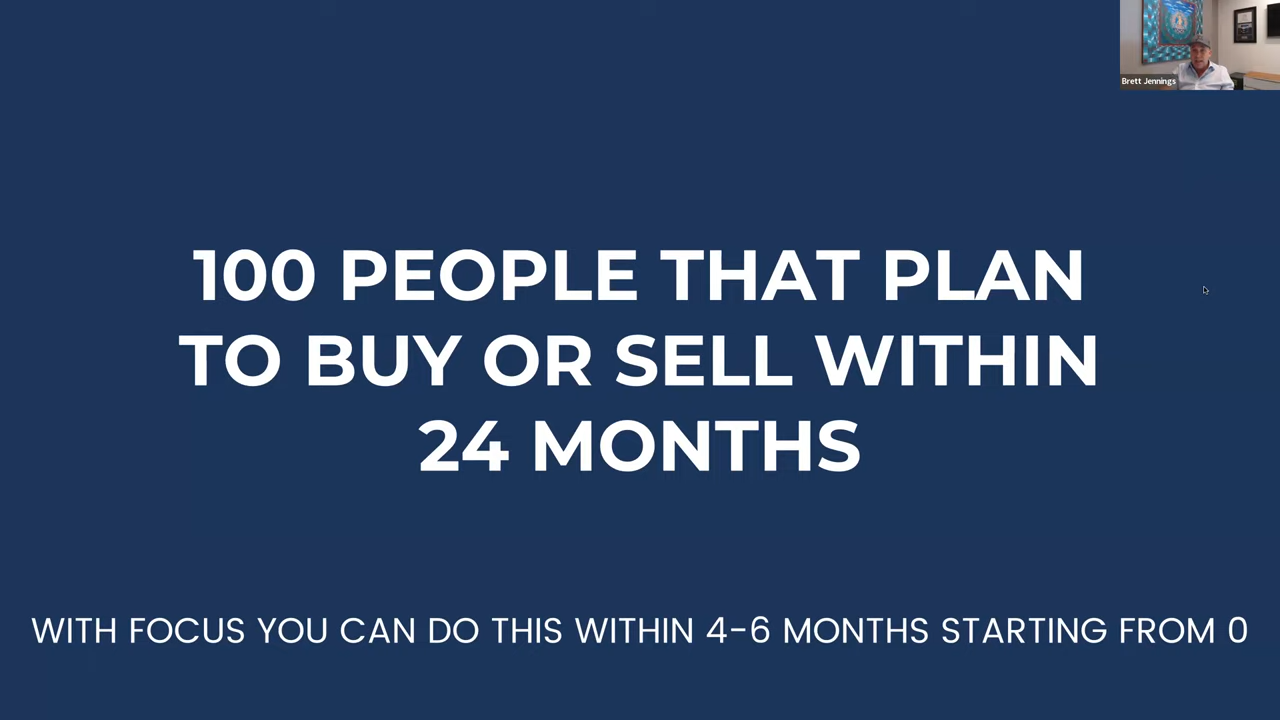 Brett Jennings
100 PEOPLE THAT PLAN
TO BUY OR SELL WITHIN
24 MONTHS
WITH FOCUS YOU CAN DO THIS WITHIN 4-6 MONTHS STARTING FROM 0